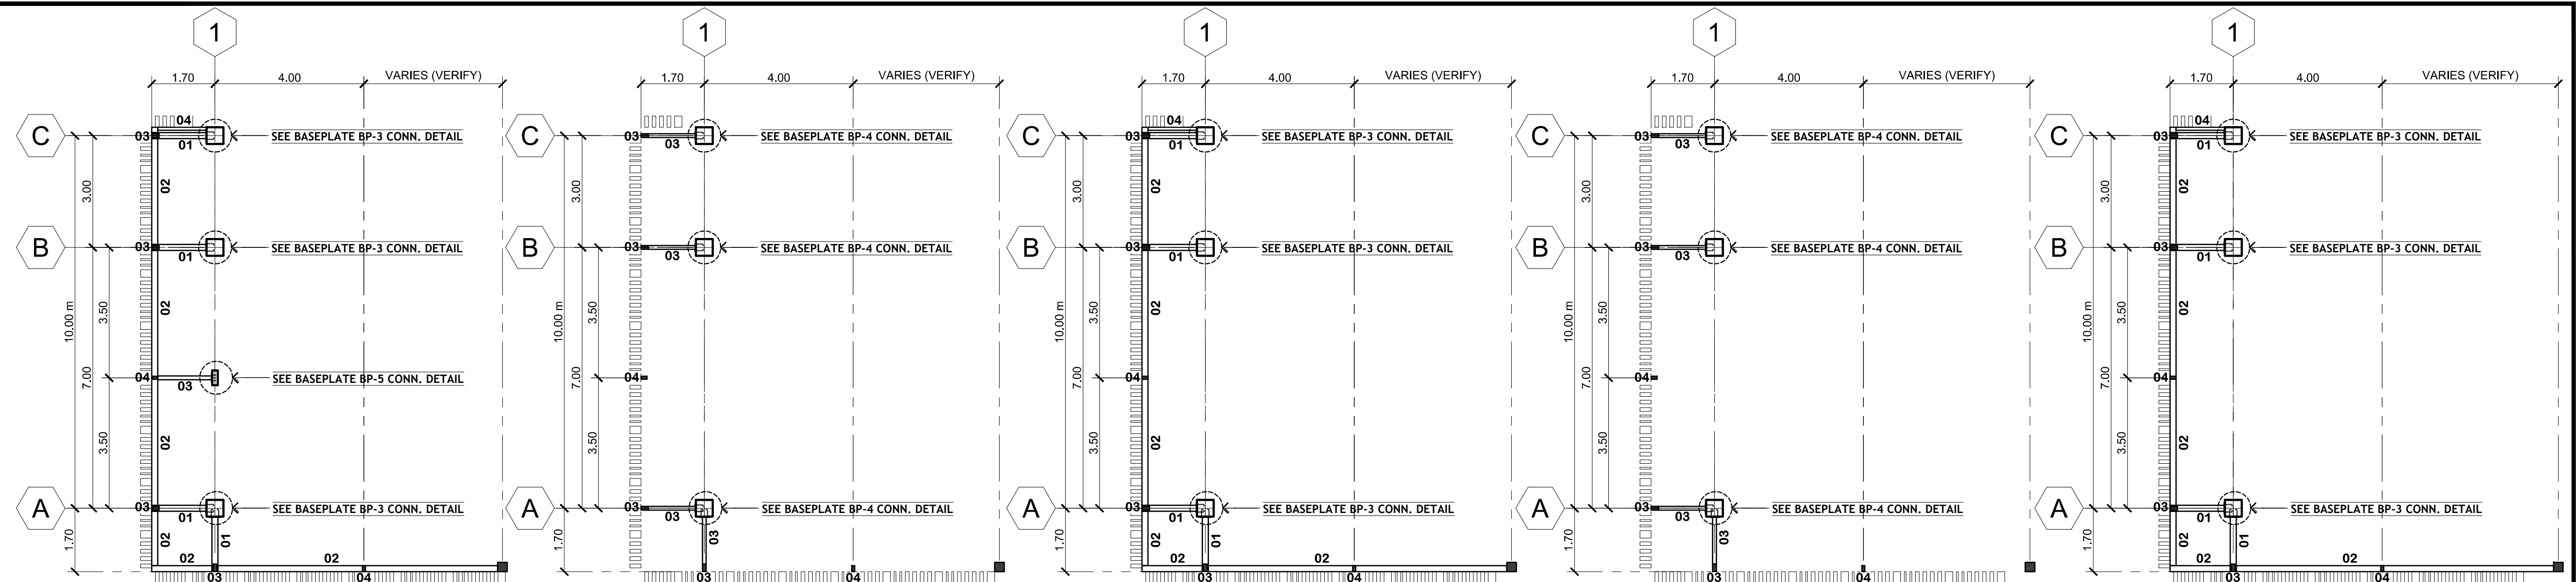 1
1.70 4.00 VARIES (VERIFY)
C
03
04
01
SEE BASEPLATE BP-3 CONN. DETAIL
3.00
02
B
03
01
SEE BASEPLATE BP-3 CONN. DETAIL
10.00 m
7.00
3.50
02
04
03
SEE BASEPLATE BP-5 CONN. DETAIL
3.50
02
A
03
01
SEE BASEPLATE BP-3 CONN. DETAIL
1.70
02
01
02
02
03
04
1
1.70 4.00 VARIES (VERIFY)
C
03
03
SEE BASEPLATE BP-4 CONN. DETAIL
3.00
B
03
03
SEE BASEPLATE BP-4 CONN. DETAIL
10.00 m
7.00
3.50
04
3.50
A
03
03
SEE BASEPLATE BP-4 CONN. DETAIL
1.70
03
03
04
1
1.70 4.00 VARIES (VERIFY)
C
03
04
01
SEE BASEPLATE BP-3 CONN. DETAIL
3.00
02
B
03
01
SEE BASEPLATE BP-3 CONN. DETAIL
10.00 m
7.00
3.50
02
04
3.50
02
A
03
01
SEE BASEPLATE BP-3 CONN. DETAIL
1.70
02
01
02
02
03
04
1
1.70 4.00 VARIES (VERIFY)
C
03
03
SEE BASEPLATE BP-4 CONN. DETAIL
3.00
B
03
03
SEE BASEPLATE BP-4 CONN. DETAIL
10.00 m
7.00
3.50
04
3.50
A
03
03
SEE BASEPLATE BP-4 CONN. DETAIL
1.70
03
03
04
1
1.70 4.00 VARIES (VERIFY)
C
03
04
01
SEE BASEPLATE BP-3 CONN. DETAIL
3.00
02
B
03
01
SEE BASEPLATE BP-3 CONN. DETAIL
10.00 m
7.00
3.50
02
04
3.50
02
A
03
01
SEE BASEPLATE BP-3 CONN. DETAIL
1.70
02
01
02
02
03
04